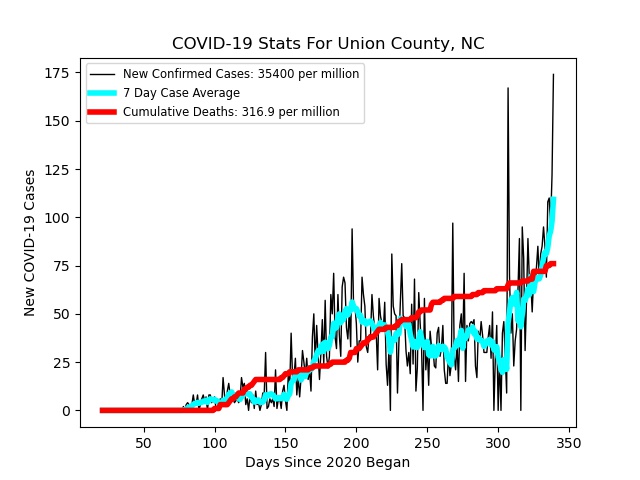 COVID-19 Stats For Union County, NC
New Confirmed Cases: 35400 per million
7 Day Case Average
Cumulative Deaths: 316.9 per million
New COVID-19 Cases
175
150
125
100
75
50
25
0
50 100 150 200 250 300 350
Days Since 2020 Began